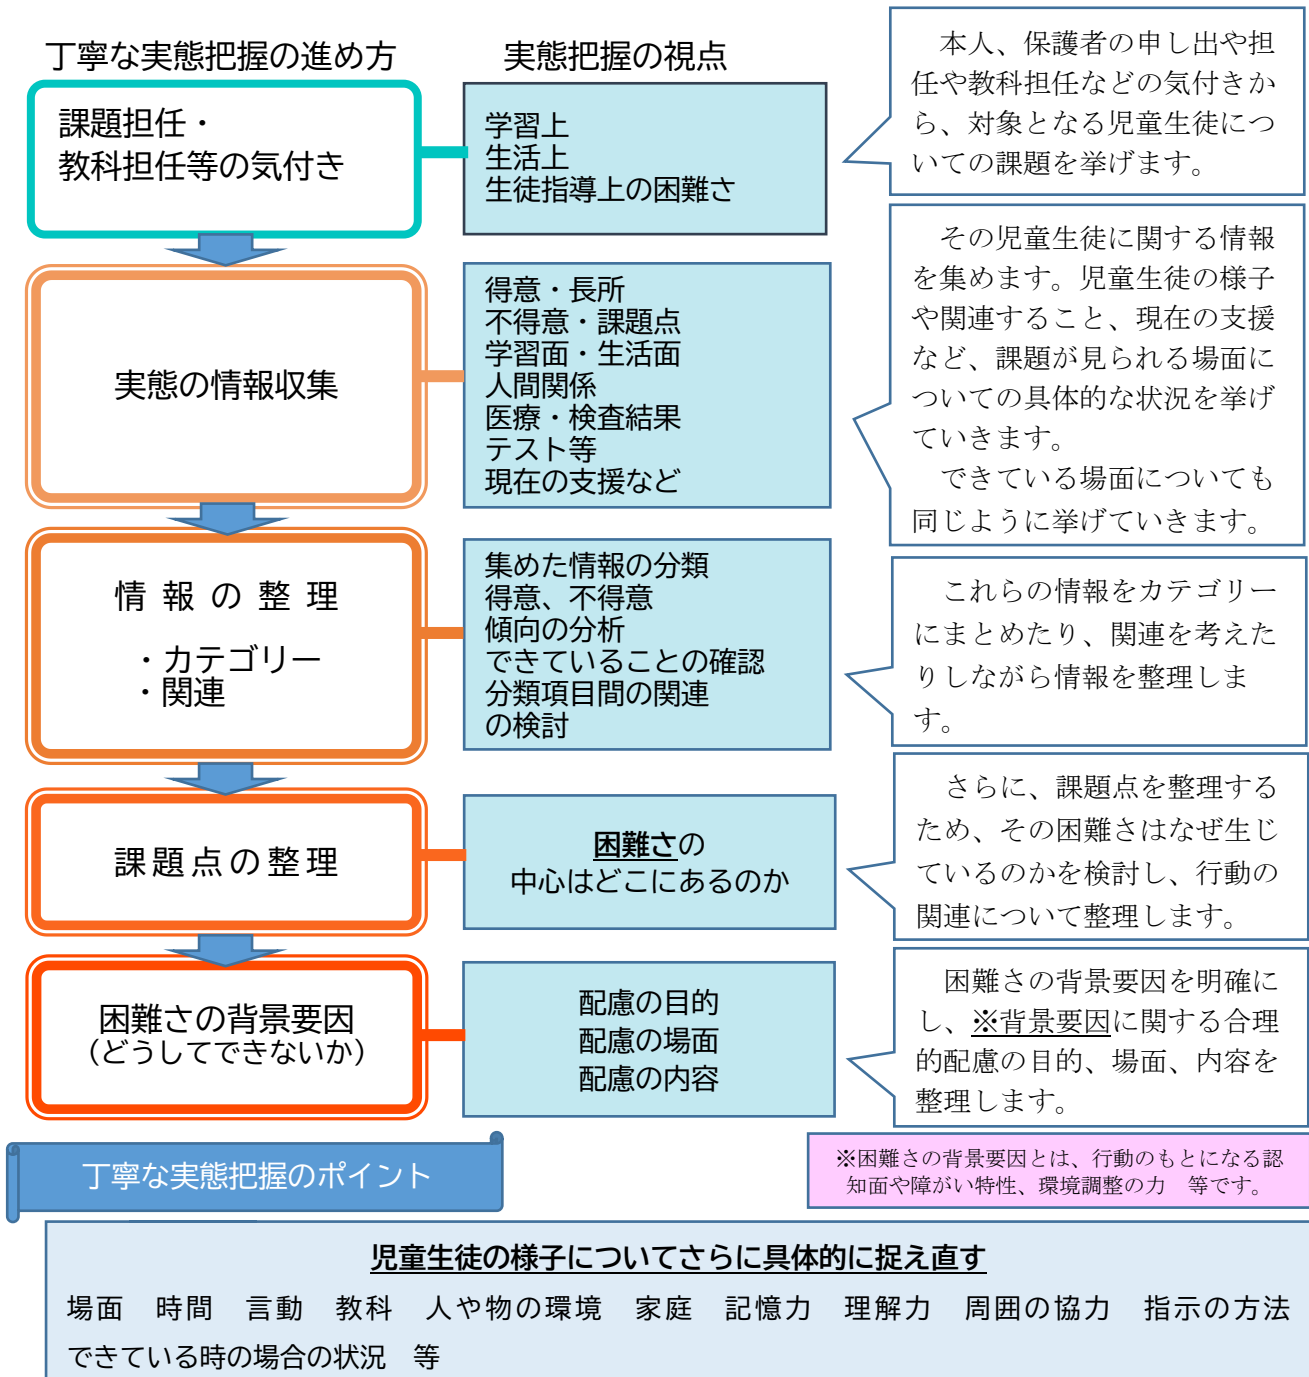 丁寧な実態把握の進め方
実態把握の視点
課題担任・
教科担任等の気付き
学習上
生活上
生徒指導上の困難さ
本人、保護者の申し出や担
任や教科担任などの気付きか
ら、対象となる児童生徒につ
いての課題を挙げます。
実態の情報収集
得意・長所
不得意・課題点
学習面・生活面
人間関係
医療・検査結果
テスト等
現在の支援など
その児童生徒に関する情報
を集めます。児童生徒の様子
や関連すること、現在の支援
など、課題が見られる場面に
ついての具体的な状況を挙げ
ていきます。
できている場面についても
同じように挙げていきます。
情報の整理
・カテゴリー
・関連
集めた情報の分類
得意、不得意
傾向の分析
できていることの確認
分類項目間の関連
の検討
これらの情報をカテゴリー
にまとめたり、関連を考えた
りしながら情報を整理しま
す。
課題点の整理
困難さの
中心はどこにあるのか
さらに、課題点を整理する
ため、その困難さはなぜ生じ
ているのかを検討し、行動の
関連について整理します。
困難さの背景要因
（どうしてできないか）
配慮の目的
配慮の場面
配慮の内容
困難さの背景要因を明確に
し、※背景要因に関する合理
的配慮の目的、場面、内容を
整理します。
丁寧な実態把握のポイント
※困難さの背景要因とは、行動のもとになる認
知面や障がい特性、環境調整の力　等です。
児童生徒の様子についてさらに具体的に捉え直す
場面　時間　言動　教科　人や物の環境　家庭　記憶力　理解力　周囲の協力　指示の方法
できている時の場合の状況　等